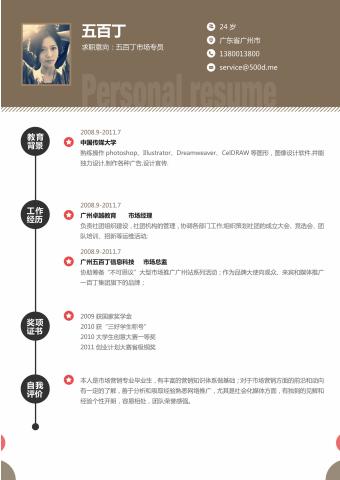 五百丁
求职意向：五百丁市场专员
24 岁
广东省广州市
1380013800
service@500d.me
Personal resume
教育
背景
2008.9-2011.7
中国传媒大学
熟练操作 photoshop、Illustrator、Dreamweaver、CelDRAW 等图形，图像设计软件.并能
独力设计,制作各种广告,设计宣传.
工作
经历
2008.9-2011.7
广州卓越教育 市场经理
负责社团组织建设，社团机构的管理，协调各部门工作.组织策划社团的成立大会、竞选会、团
队培训、招新等运维活动;
2008.9-2011.7
广州五百丁信息科技 市场总监
协助筹备“不可思议”大型市场推广广州站系列活动；作为品牌大使向观众、来宾和媒体推广
一百丁集团旗下的品牌；
奖项
证书
2009 获国家奖学金
2010 获 “三好学生称号”
2010 大学生创意大赛一等奖
2011 创业计划大赛省级银奖
自我
评价
本人是市场营销专业毕业生，有丰富的营销知识体系做基础；对于市场营销方面的前沿和动向
有一定的了解，善于分析和吸取经验熟悉网络推广，尤其是社会化媒体方面，有独到的见解和
经验个性开朗，容易相处，团队荣誉感强。